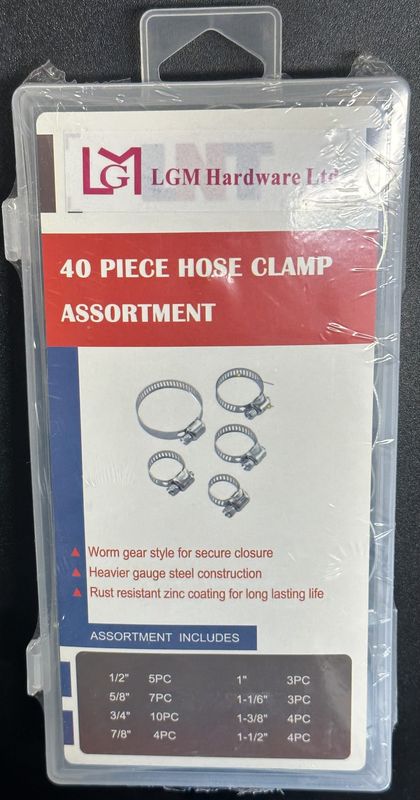 LGM LGM Hardware Ltd
40 PIECE HOSE CLAMP
ASSORTMENT
▲ Worm gear style for secure closure
▲ Heavier gauge steel construction
▲ Rust resistant zinc coating for long lasting life
ASSORTMENT INCLUDES
1/2" 5PC 1" 3PC
5/8" 7PC 1-1/6" 3PC
3/4" 10PC 1-3/8" 4PC
7/8" 4PC 1-1/2" 4PC